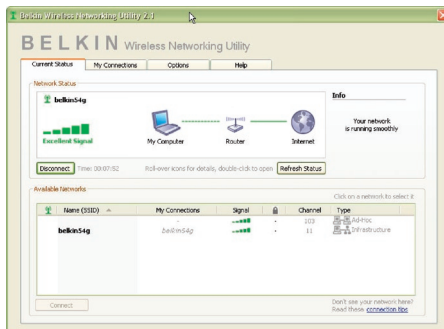 Belkin Wireless Networking Utility 2.1
BELKIN Wireless Networking Utility
Current Status My Connections Options Help
Network Status
belkin54g
Excellent Signal
My Computer Router Internet
Info
Your network
is running smoothly
Disconnect Time: 00:07:52 Roll-over icons for details, double-click to open Refresh Status
Available Networks
Click on a network to select it
Name (SSID) My Connections Signal Channel Type
- 103 Ad-hoc
belkin54g belkin54g 11 Infrastructure
Connect
Don't see your network here?
Read these connection tips